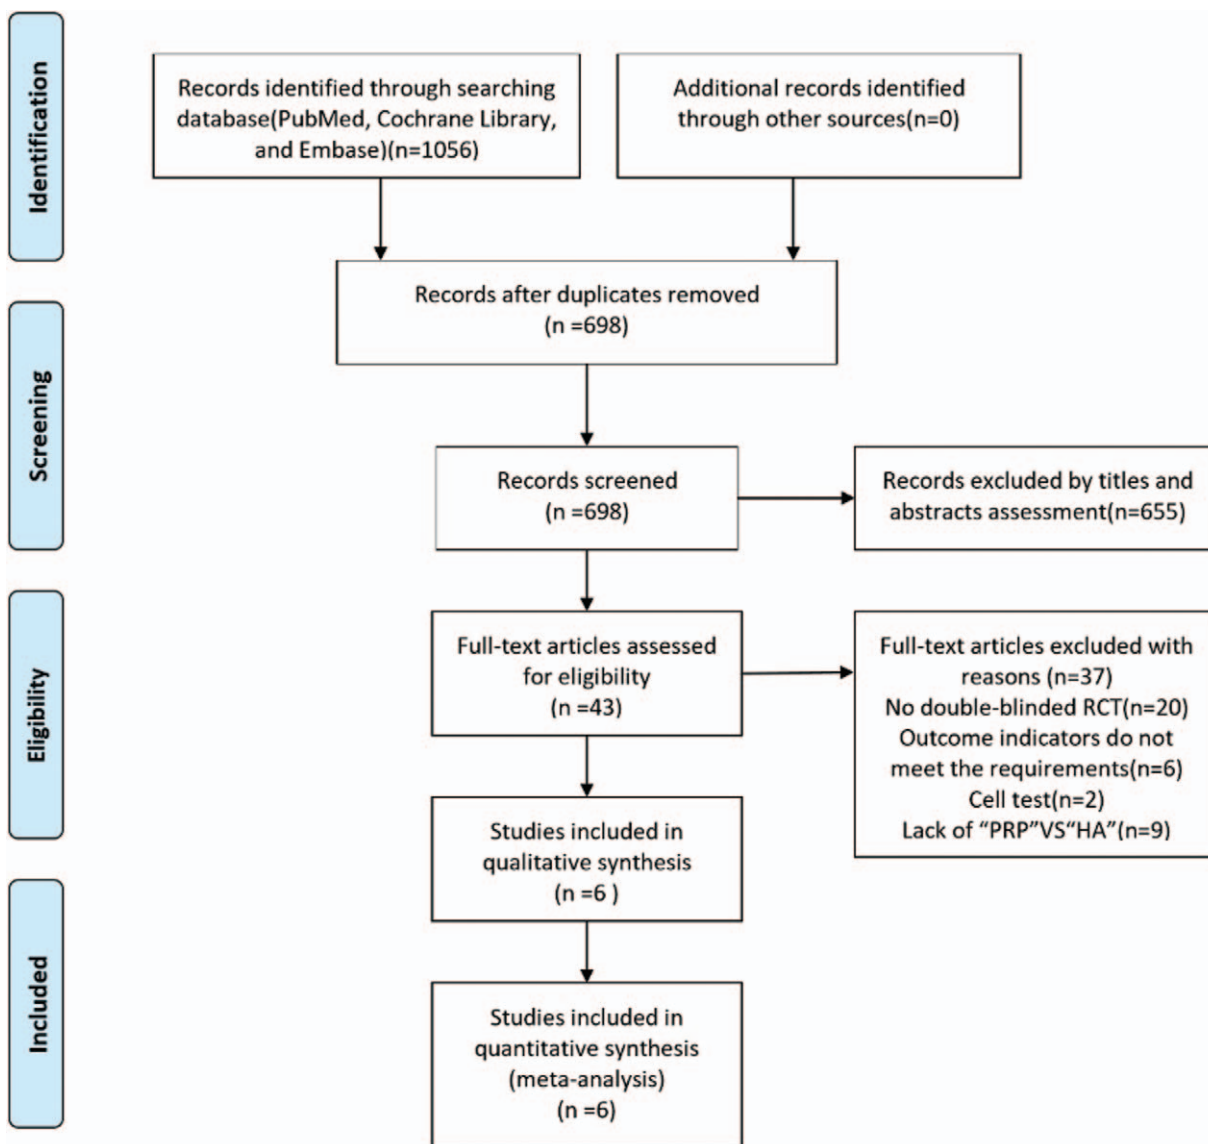 Identification
Records identified through searching
database(PubMed, Cochrane Library,
and Embase)(n=1056)
Additional records identified
through other sources(n=0)
Records after duplicates removed
(n =698)
Screening
Records screened
(n =698)
Records excluded by titles and
abstracts assessment(n=655)
Eligibility
Full-text articles assessed
for eligibility
(n =43)
Full-text articles excluded with
reasons (n=37)
No double-blinded RCT(n=20)
Outcome indicators do not
meet the requirements(n=6)
Cell test(n=2)
Lack of “PRP”VS“HA”(n=9)
Studies included in
qualitative synthesis
(n =6 )
Included
Studies included in
quantitative synthesis
(meta-analysis)
(n =6)